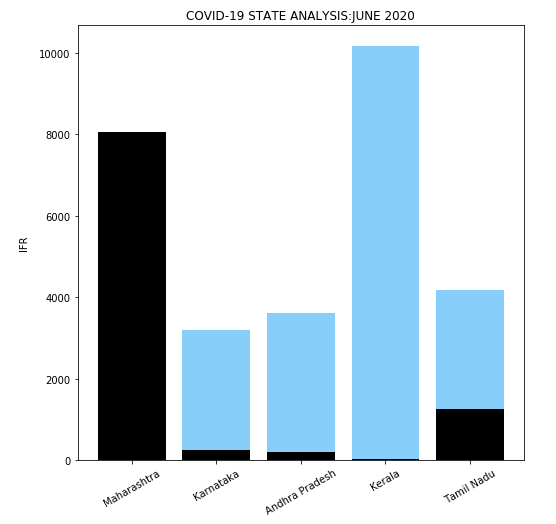 COVID-19 STATE ANALYSIS:JUNE 2020
10000
8000
6000
4000
2000
0
IFR
Maharashtra
Karnataka
Andhra Pradesh
Kerala
Tamil Nadu